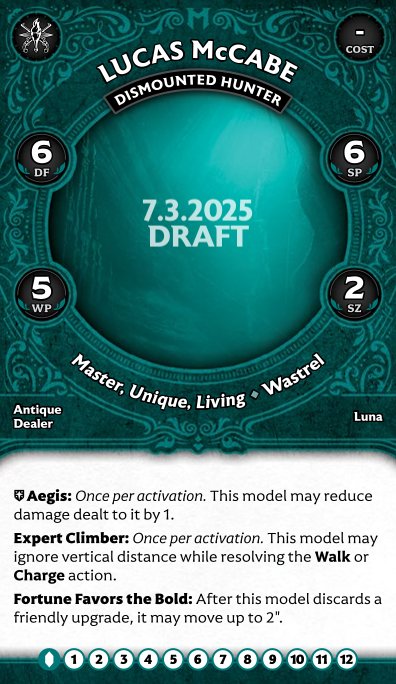 -
COST
LUCAS McCABE
DISMOUNTED HUNTER
6
DF
6
SP
7.3.2025
DRAFT
5
WP
2
SZ
Master, Unique, Living ♦ Wastrel
Antique
Dealer
Luna
Aegis: Once per activation. This model may reduce
damage dealt to it by 1.
Expert Climber: Once per activation. This model may
ignore vertical distance while resolving the Walk or
Charge action.
Fortune Favors the Bold: After this model discards a
friendly upgrade, it may move up to 2".
1 2 3 4 5 6 7 8 9 10 11 12